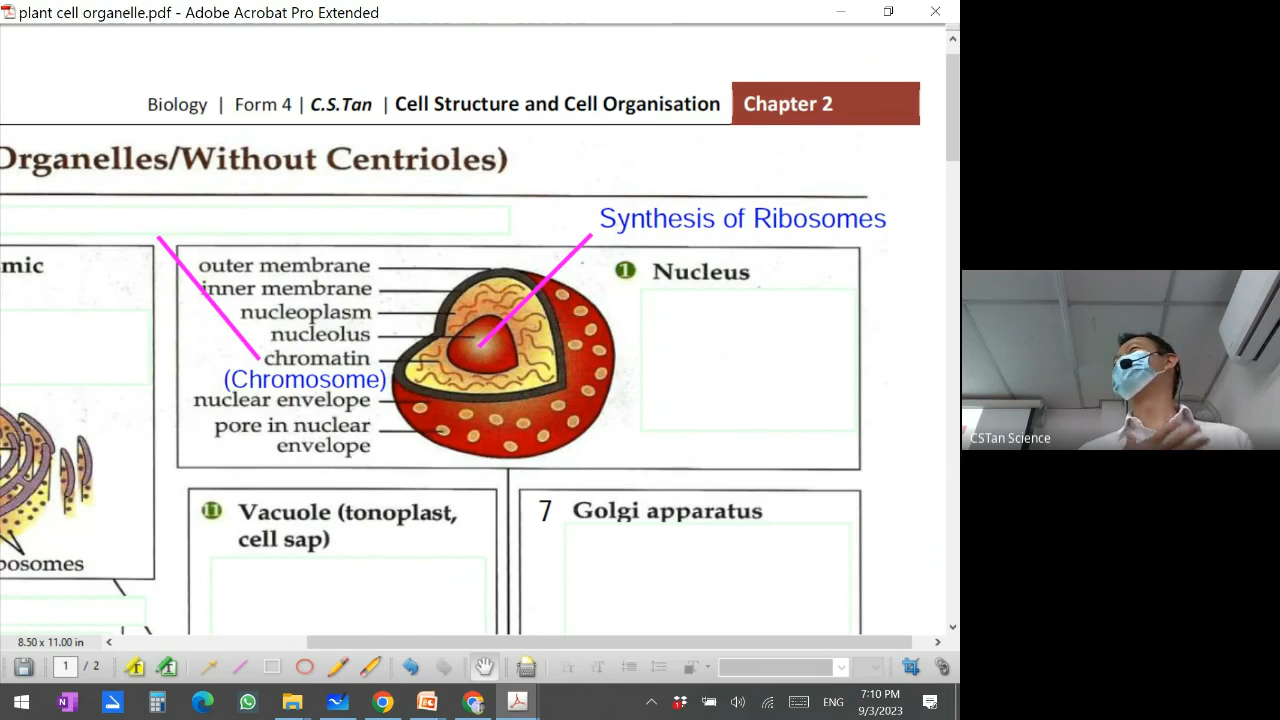 plant cell organelle.pdf - Adobe Acrobat Pro Extended
Biology | Form 4 | C.S.Tan | Cell Structure and Cell Organisation Chapter 2
Organelles/Without Centrioles)
Synthesis of Ribosomes
mic
outer membrane
inner membrane
nucleoplasm
nucleolus
chromatin
(Chromosome)
nuclear envelope
pore in nuclear
envelope
1 Nucleus
CSTan Science
11 Vacuole (tonoplast,
cell sap)
7 Golgi apparatus
bosomes
8.50 x 11.00 in
1 / 2
ENG
7:10 PM
9/3/2023